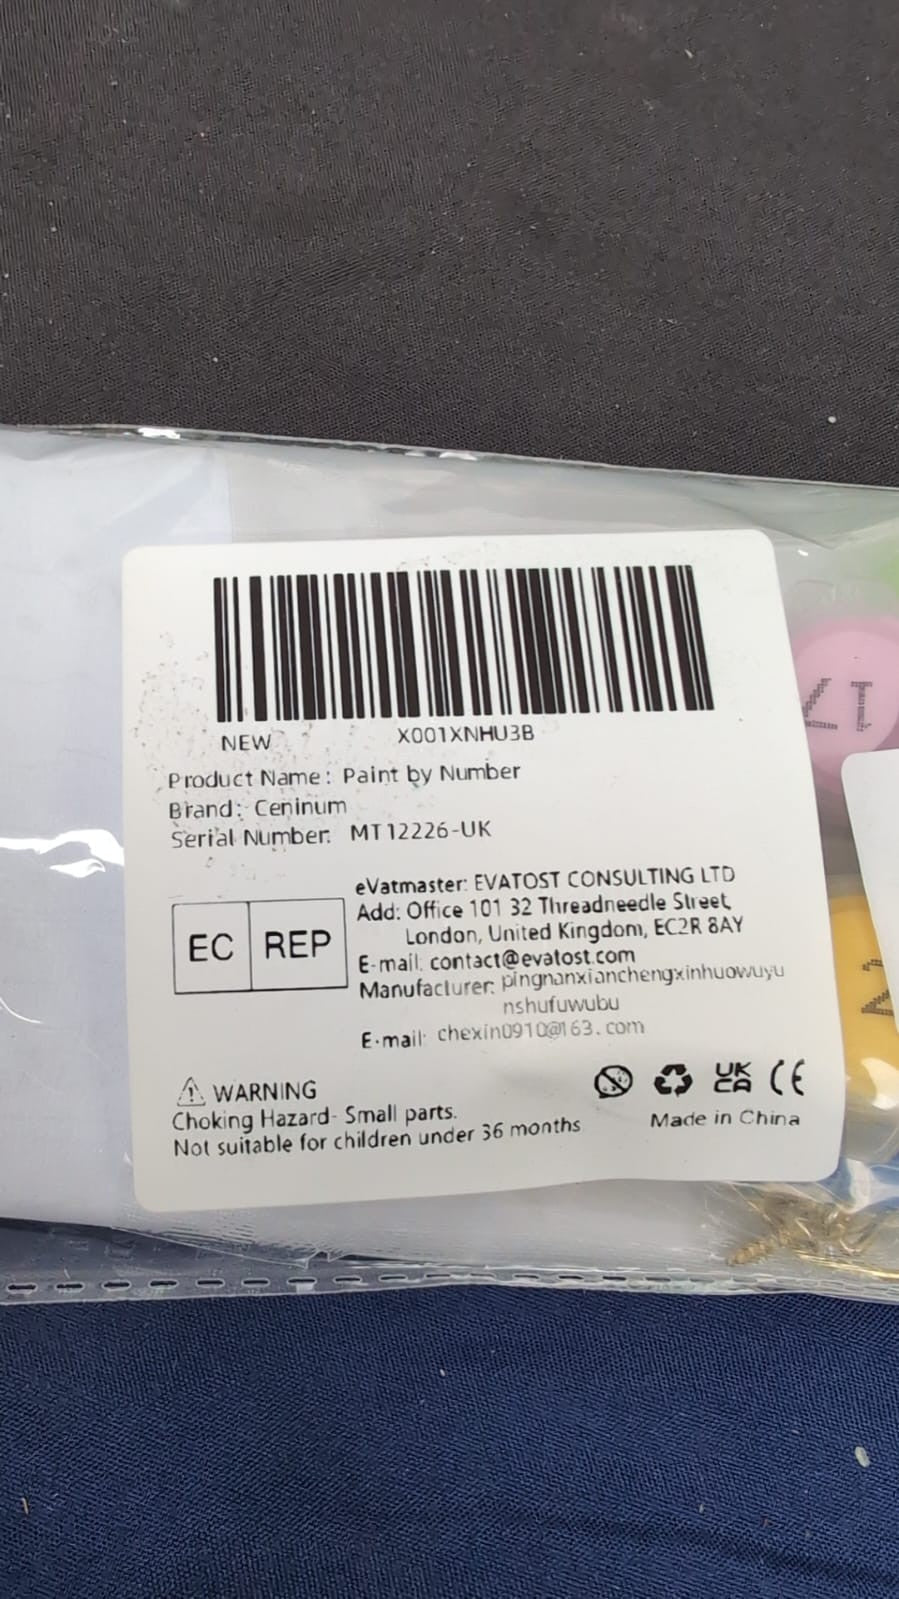 NEW X001XNHU3B
Product Name: Paint by Number
Brand: Ceninum
Serial Number: MT12226-UK
EC REP
eVatmaster: EVATOST CONSULTING LTD
Add: Office 101 32 Threadneedle Street,
London, United Kingdom, EC2R 8AY
E-mail: contact@evatost.com
Manufacturer: pingnanxianchengxinhuowuyu
nshufuwubu
E-mail: chexin0910@163.com
WARNING
Choking Hazard- Small parts.
Not suitable for children under 36 months
UK
CA
CE
Made in China
17
2